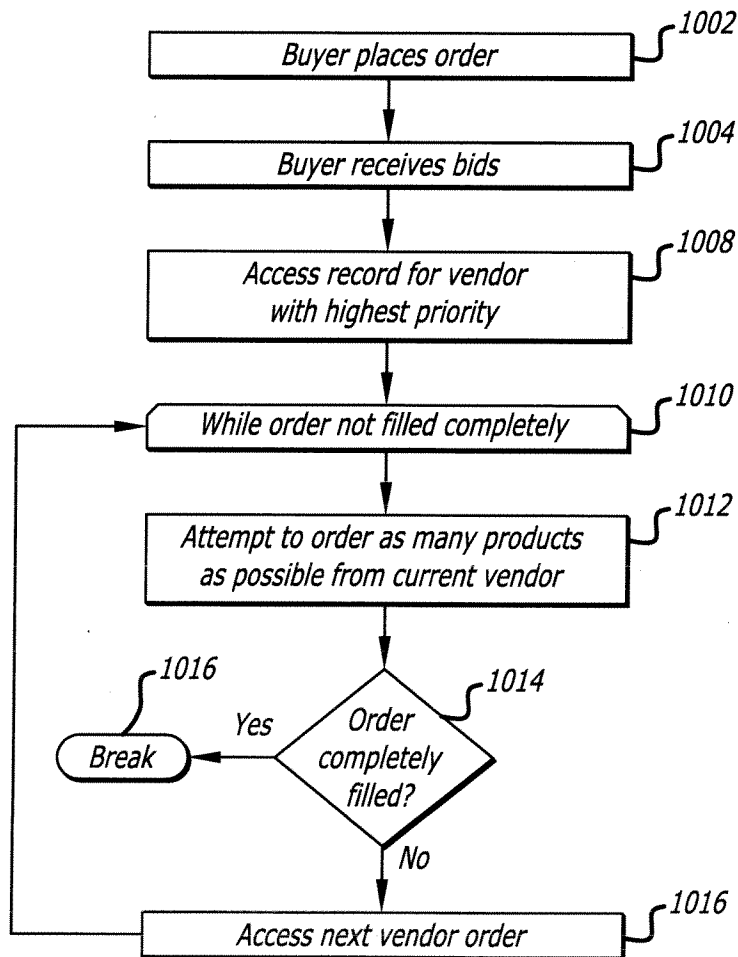 1002
Buyer places order
1004
Buyer receives bids
1008
Access record for vendor
with highest priority
1010
While order not filled completely
1012
Attempt to order as many products
as possible from current vendor
1016
1014
Yes
Break
Order
completely
filled?
No
1016
Access next vendor order